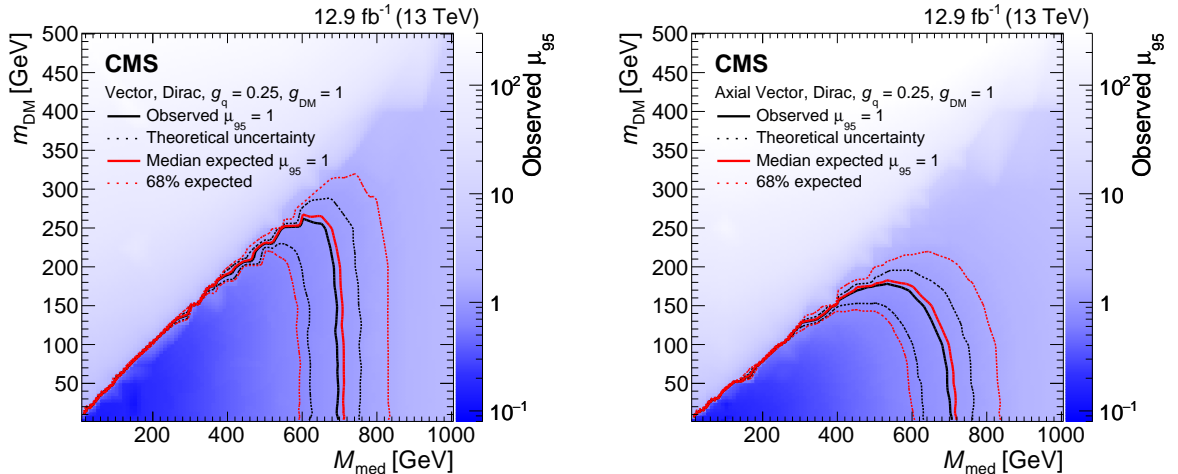 12.9 fb⁻¹ (13 TeV)
CMS
Vector, Dirac, g_q = 0.25, g_DM = 1
Observed μ_95 = 1
Theoretical uncertainty
Median expected μ_95 = 1
68% expected
m_DM [GeV]
500
450
400
350
300
250
200
150
100
50
200 400 600 800 1000
M_med [GeV]
10²
10
1
10⁻¹
Observed μ_95
12.9 fb⁻¹ (13 TeV)
CMS
Axial Vector, Dirac, g_q = 0.25, g_DM = 1
Observed μ_95 = 1
Theoretical uncertainty
Median expected μ_95 = 1
68% expected
m_DM [GeV]
500
450
400
350
300
250
200
150
100
50
200 400 600 800 1000
M_med [GeV]
10²
10
1
10⁻¹
Observed μ_95